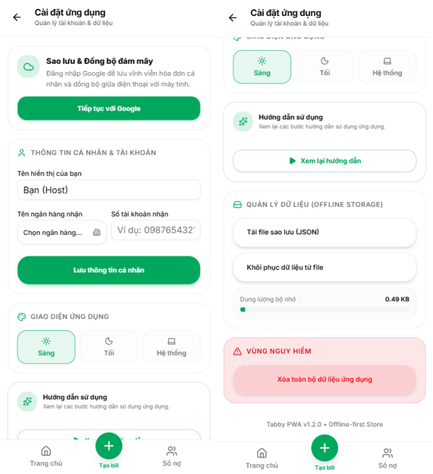 Cài đặt ứng dụng
Quản lý tài khoản & dữ liệu
Sao lưu & Đồng bộ đám mây
Đăng nhập Google để lưu vĩnh viễn hóa đơn cá
nhân và đồng bộ giữa điện thoại với máy tính.
Tiếp tục với Google
THÔNG TIN CÁ NHÂN & TÀI KHOẢN
Tên hiển thị của bạn
Bạn (Host)
Tên ngân hàng nhận
Số tài khoản nhận
Chọn ngân hàng...
Ví dụ: 098765432
Lưu thông tin cá nhân
GIAO DIỆN ỨNG DỤNG
Sáng
Tối
Hệ thống
Hướng dẫn sử dụng
Xem lại các bước hướng dẫn sử dụng ứng dụng.
Trang chủ
Tạo bill
Sổ nợ
Cài đặt ứng dụng
Quản lý tài khoản & dữ liệu
GIAO DIỆN ỨNG DỤNG
Sáng
Tối
Hệ thống
Hướng dẫn sử dụng
Xem lại các bước hướng dẫn sử dụng ứng dụng.
Xem lại hướng dẫn
QUẢN LÝ DỮ LIỆU (OFFLINE STORAGE)
Tải file sao lưu (JSON)
Khôi phục dữ liệu từ file
Dung lượng bộ nhớ
0.49 KB
VÙNG NGUY HIỂM
Xóa toàn bộ dữ liệu ứng dụng
Tabby PWA v1.2.0 • Offline-first Store
Trang chủ
Tạo bill
Sổ nợ